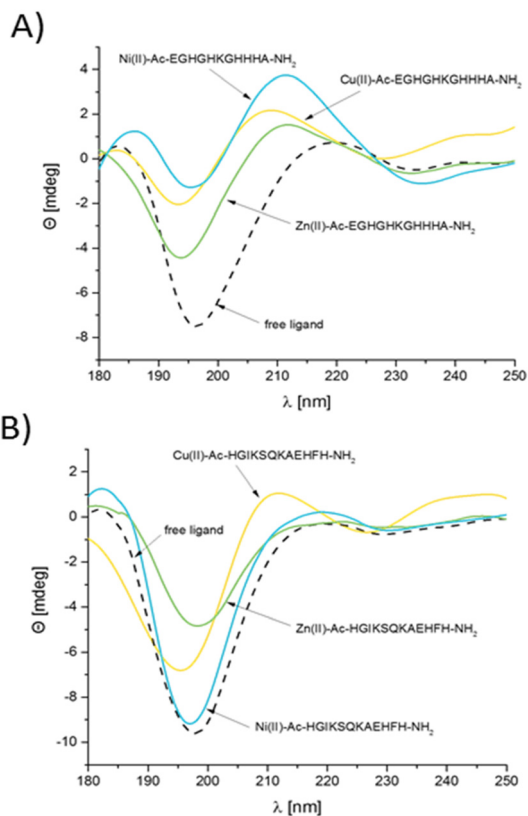 A)
Ni(II)-Ac-EGHGHKGHHHA-NH₂
Cu(II)-Ac-EGHGHKGHHHA-NH₂
Zn(II)-Ac-EGHGHKGHHHA-NH₂
free ligand
Θ [mdeg]
4
2
0
-2
-4
-6
-8
180 190 200 210 220 230 240 250
λ [nm]
B)
Cu(II)-Ac-HGIKSQKAEHFH-NH₂
free ligand
Zn(II)-Ac-HGIKSQKAEHFH-NH₂
Ni(II)-Ac-HGIKSQKAEHFH-NH₂
Θ [mdeg]
2
0
-2
-4
-6
-8
-10
180 190 200 210 220 230 240 250
λ [nm]